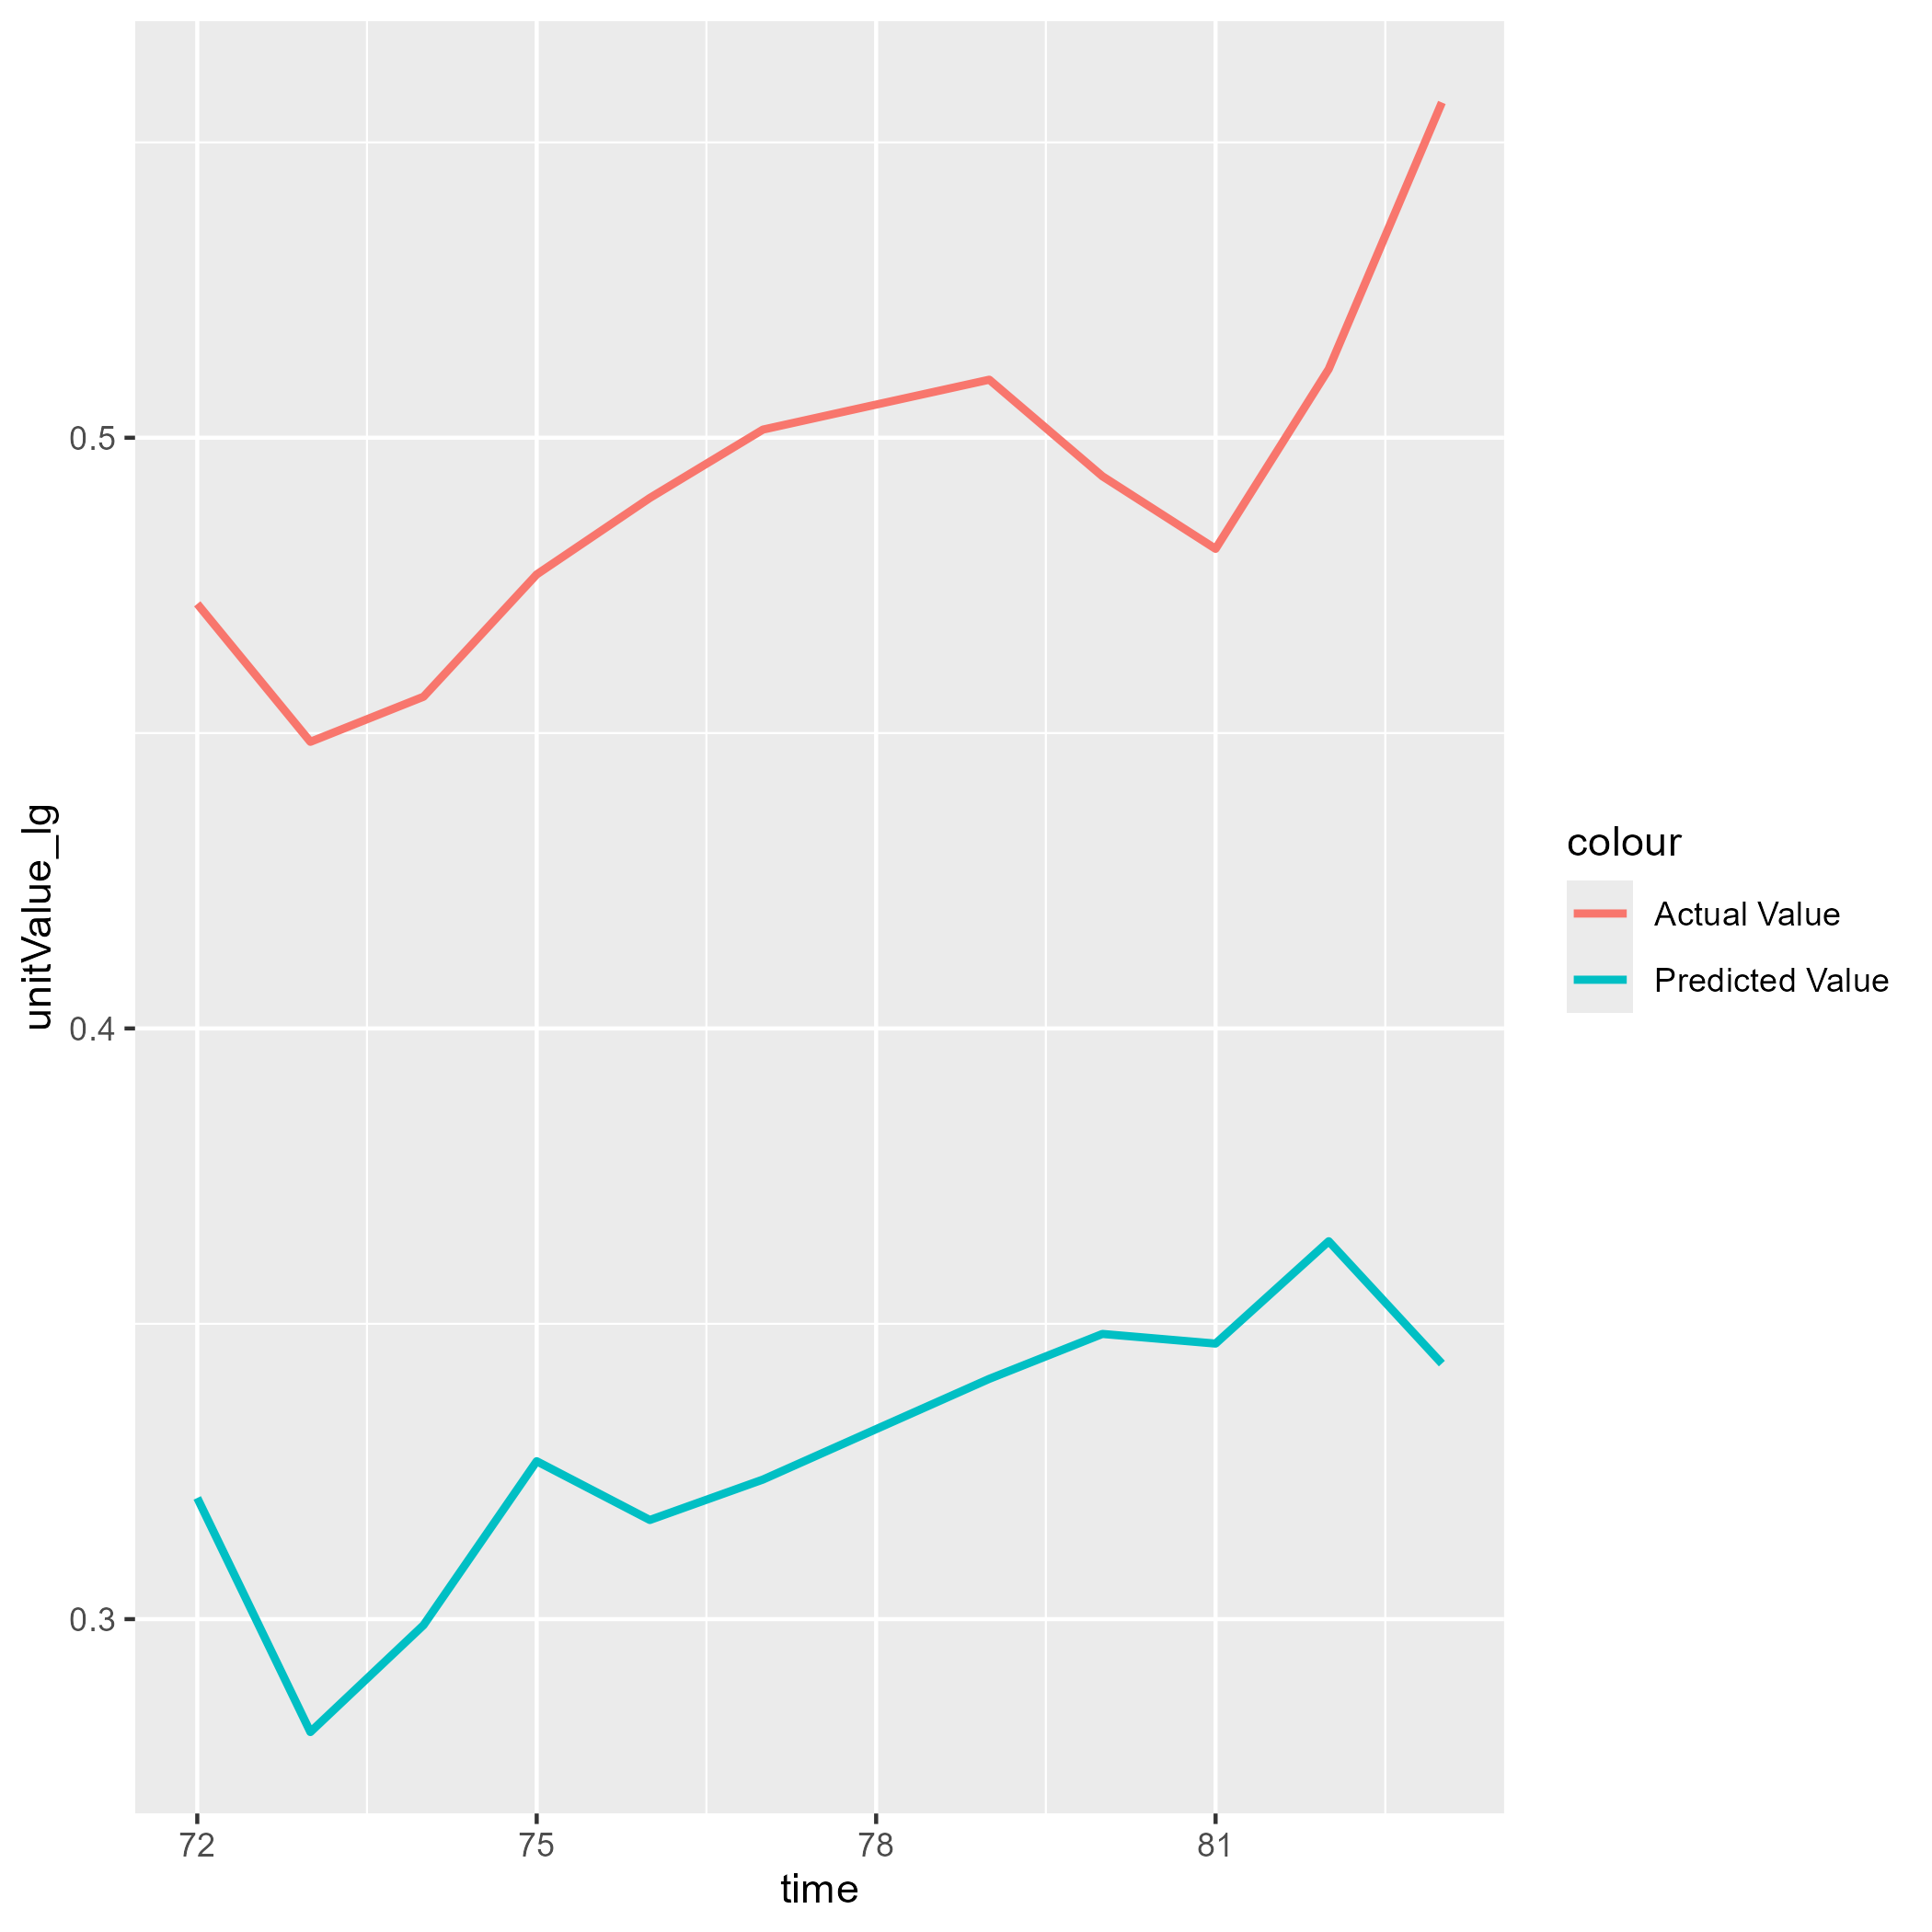 unitValue_lg
0.5
0.4
0.3
72 75 78 81
time
colour
Actual Value
Predicted Value